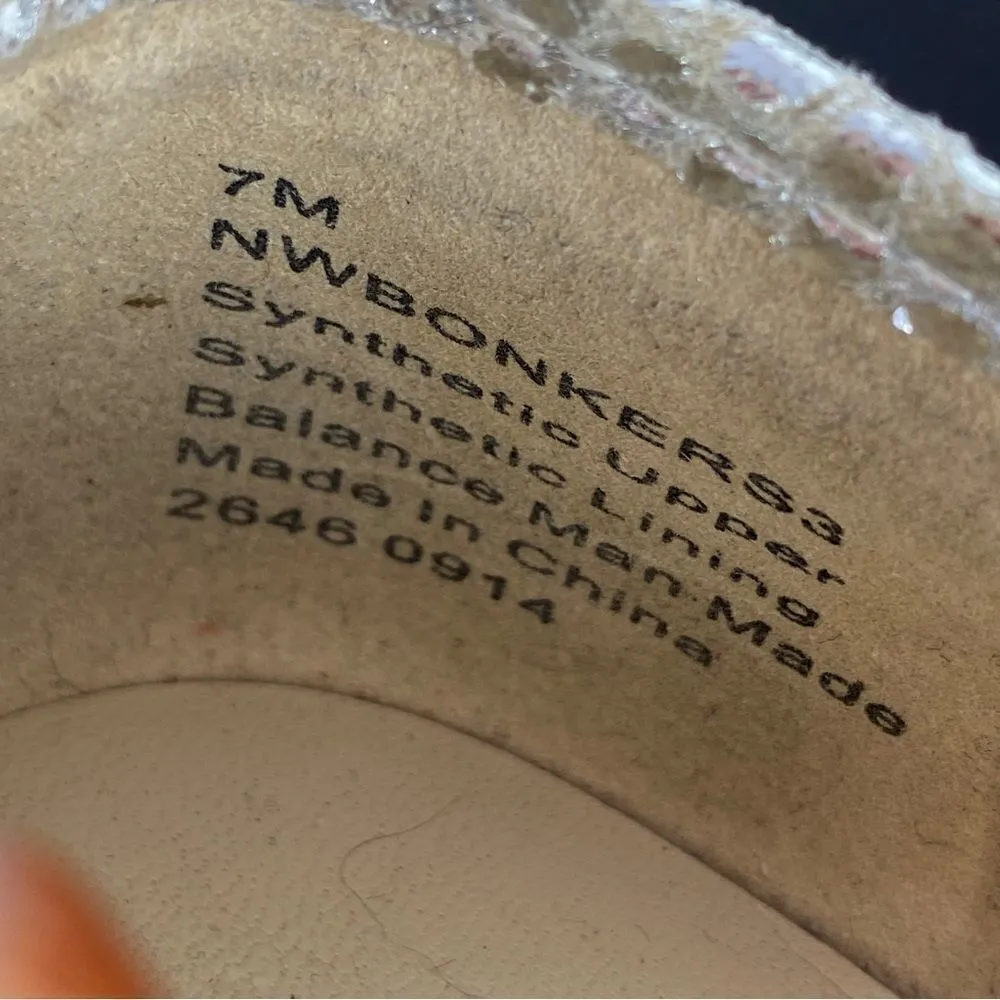 7M
NWBONKERS3
Synthetic Upper
Synthetic Lining
Balance Man Made
Made In China
2646 0914